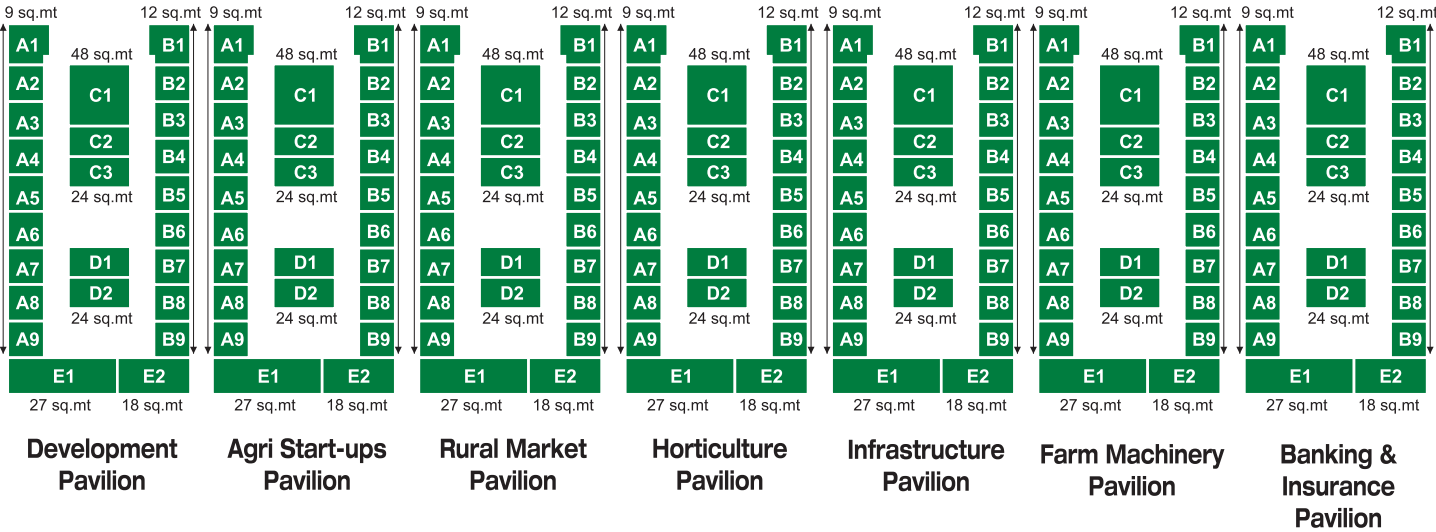 9 sq.mt 12 sq.mt 9 sq.mt 12 sq.mt 9 sq.mt 12 sq.mt 9 sq.mt 12 sq.mt 9 sq.mt 12 sq.mt 9 sq.mt 12 sq.mt 9 sq.mt 12 sq.mt
A1 B1 A1 B1 A1 B1 A1 B1 A1 B1 A1 B1 A1 B1
48 sq.mt 48 sq.mt 48 sq.mt 48 sq.mt 48 sq.mt 48 sq.mt 48 sq.mt
A2 B2 A2 B2 A2 B2 A2 B2 A2 B2 A2 B2 A2 B2
C1 C1 C1 C1 C1 C1 C1
A3 B3 A3 B3 A3 B3 A3 B3 A3 B3 A3 B3 A3 B3
C2 C2 C2 C2 C2 C2 C2
A4 B4 A4 B4 A4 B4 A4 B4 A4 B4 A4 B4 A4 B4
C3 C3 C3 C3 C3 C3 C3
A5 24 sq.mt B5 A5 24 sq.mt B5 A5 24 sq.mt B5 A5 24 sq.mt B5 A5 24 sq.mt B5 A5 24 sq.mt B5 A5 24 sq.mt B5
A6 B6 A6 B6 A6 B6 A6 B6 A6 B6 A6 B6 A6 B6
A7 D1 B7 A7 D1 B7 A7 D1 B7 A7 D1 B7 A7 D1 B7 A7 D1 B7 A7 D1 B7
A8 D2 B8 A8 D2 B8 A8 D2 B8 A8 D2 B8 A8 D2 B8 A8 D2 B8 A8 D2 B8
24 sq.mt 24 sq.mt 24 sq.mt 24 sq.mt 24 sq.mt 24 sq.mt 24 sq.mt
A9 B9 A9 B9 A9 B9 A9 B9 A9 B9 A9 B9 A9 B9
E1 E2 E1 E2 E1 E2 E1 E2 E1 E2 E1 E2 E1 E2
27 sq.mt 18 sq.mt 27 sq.mt 18 sq.mt 27 sq.mt 18 sq.mt 27 sq.mt 18 sq.mt 27 sq.mt 18 sq.mt 27 sq.mt 18 sq.mt 27 sq.mt 18 sq.mt
Development
Pavilion
Agri Start-ups
Pavilion
Rural Market
Pavilion
Horticulture
Pavilion
Infrastructure
Pavilion
Farm Machinery
Pavilion
Banking &
Insurance
Pavilion